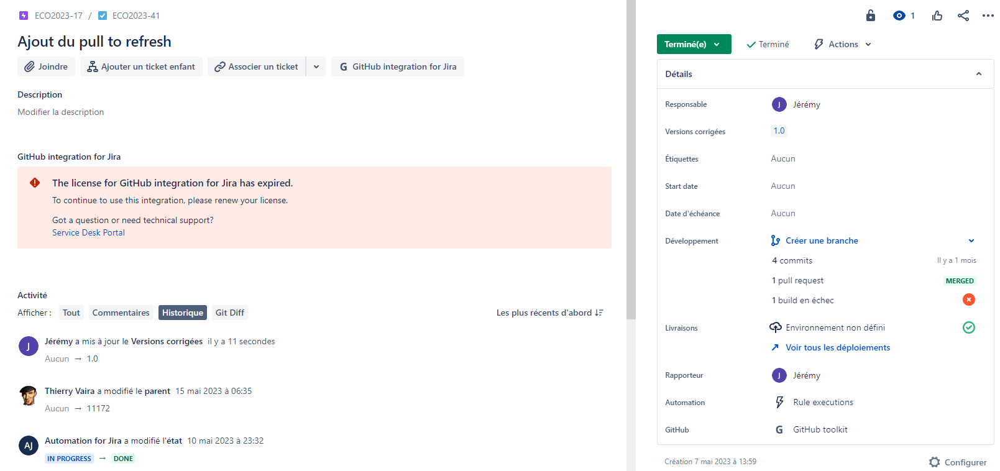 ECO2023-17 / ECO2023-41
Ajout du pull to refresh
Joindre Ajouter un ticket enfant Associer un ticket G GitHub integration for Jira
Description
Modifier la description
GitHub integration for Jira
The license for GitHub integration for Jira has expired.
To continue to use this integration, please renew your license.
Got a question or need technical support?
Service Desk Portal
Activité
Afficher : Tout Commentaires Historique Git Diff Les plus récents d'abord
J Jérémy a mis à jour le Versions corrigées il y a 11 secondes
Aucun → 1.0
Thierry Vaira a modifié le parent 15 mai 2023 à 06:35
Aucun → 11172
AJ Automation for Jira a modifié l'état 10 mai 2023 à 23:32
IN PROGRESS → DONE
1
Terminé(e) Terminé Actions
Détails
Responsable J Jérémy
Versions corrigées 1.0
Étiquettes Aucun
Start date Aucun
Date d'échéance Aucun
Développement Créer une branche
4 commits Il y a 1 mois
1 pull request MERGED
1 build en échec
Livraisons Environnement non défini
Voir tous les déploiements
Rapporteur J Jérémy
Automation Rule executions
GitHub G GitHub toolkit
Création 7 mai 2023 à 13:59 Configurer